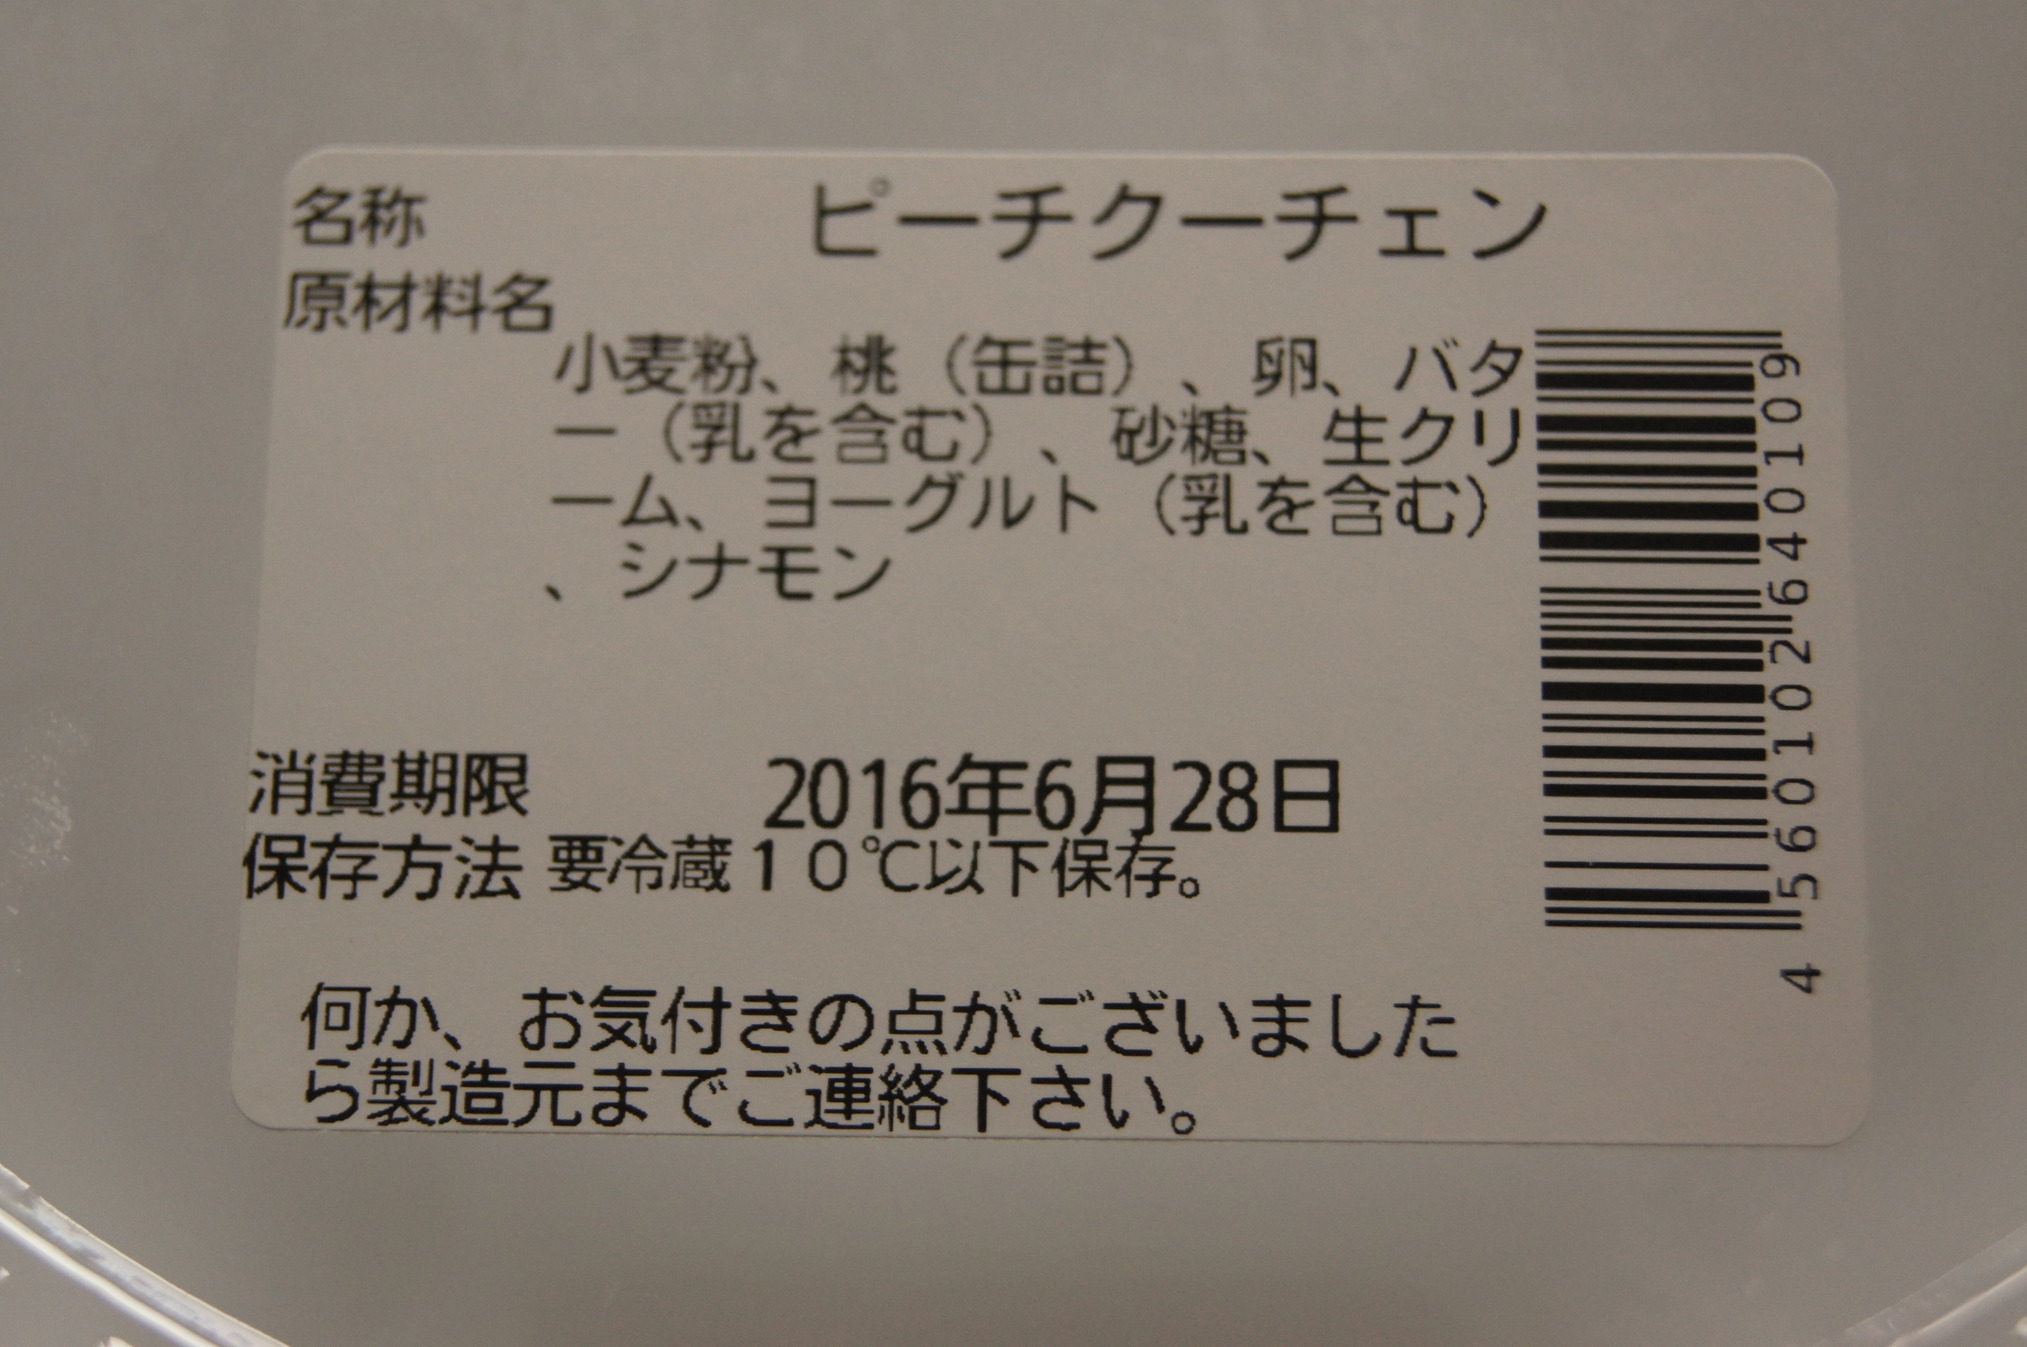 名称 ピーチクーチェン
原材料名
小麦粉、桃（缶詰）、卵、バタ
ー（乳を含む）、砂糖、生クリ
ーム、ヨーグルト（乳を含む）
、シナモン
消費期限 2016年6月28日
保存方法 要冷蔵10℃以下保存。
何か、お気付きの点がございました
ら製造元までご連絡下さい。
4560102640109